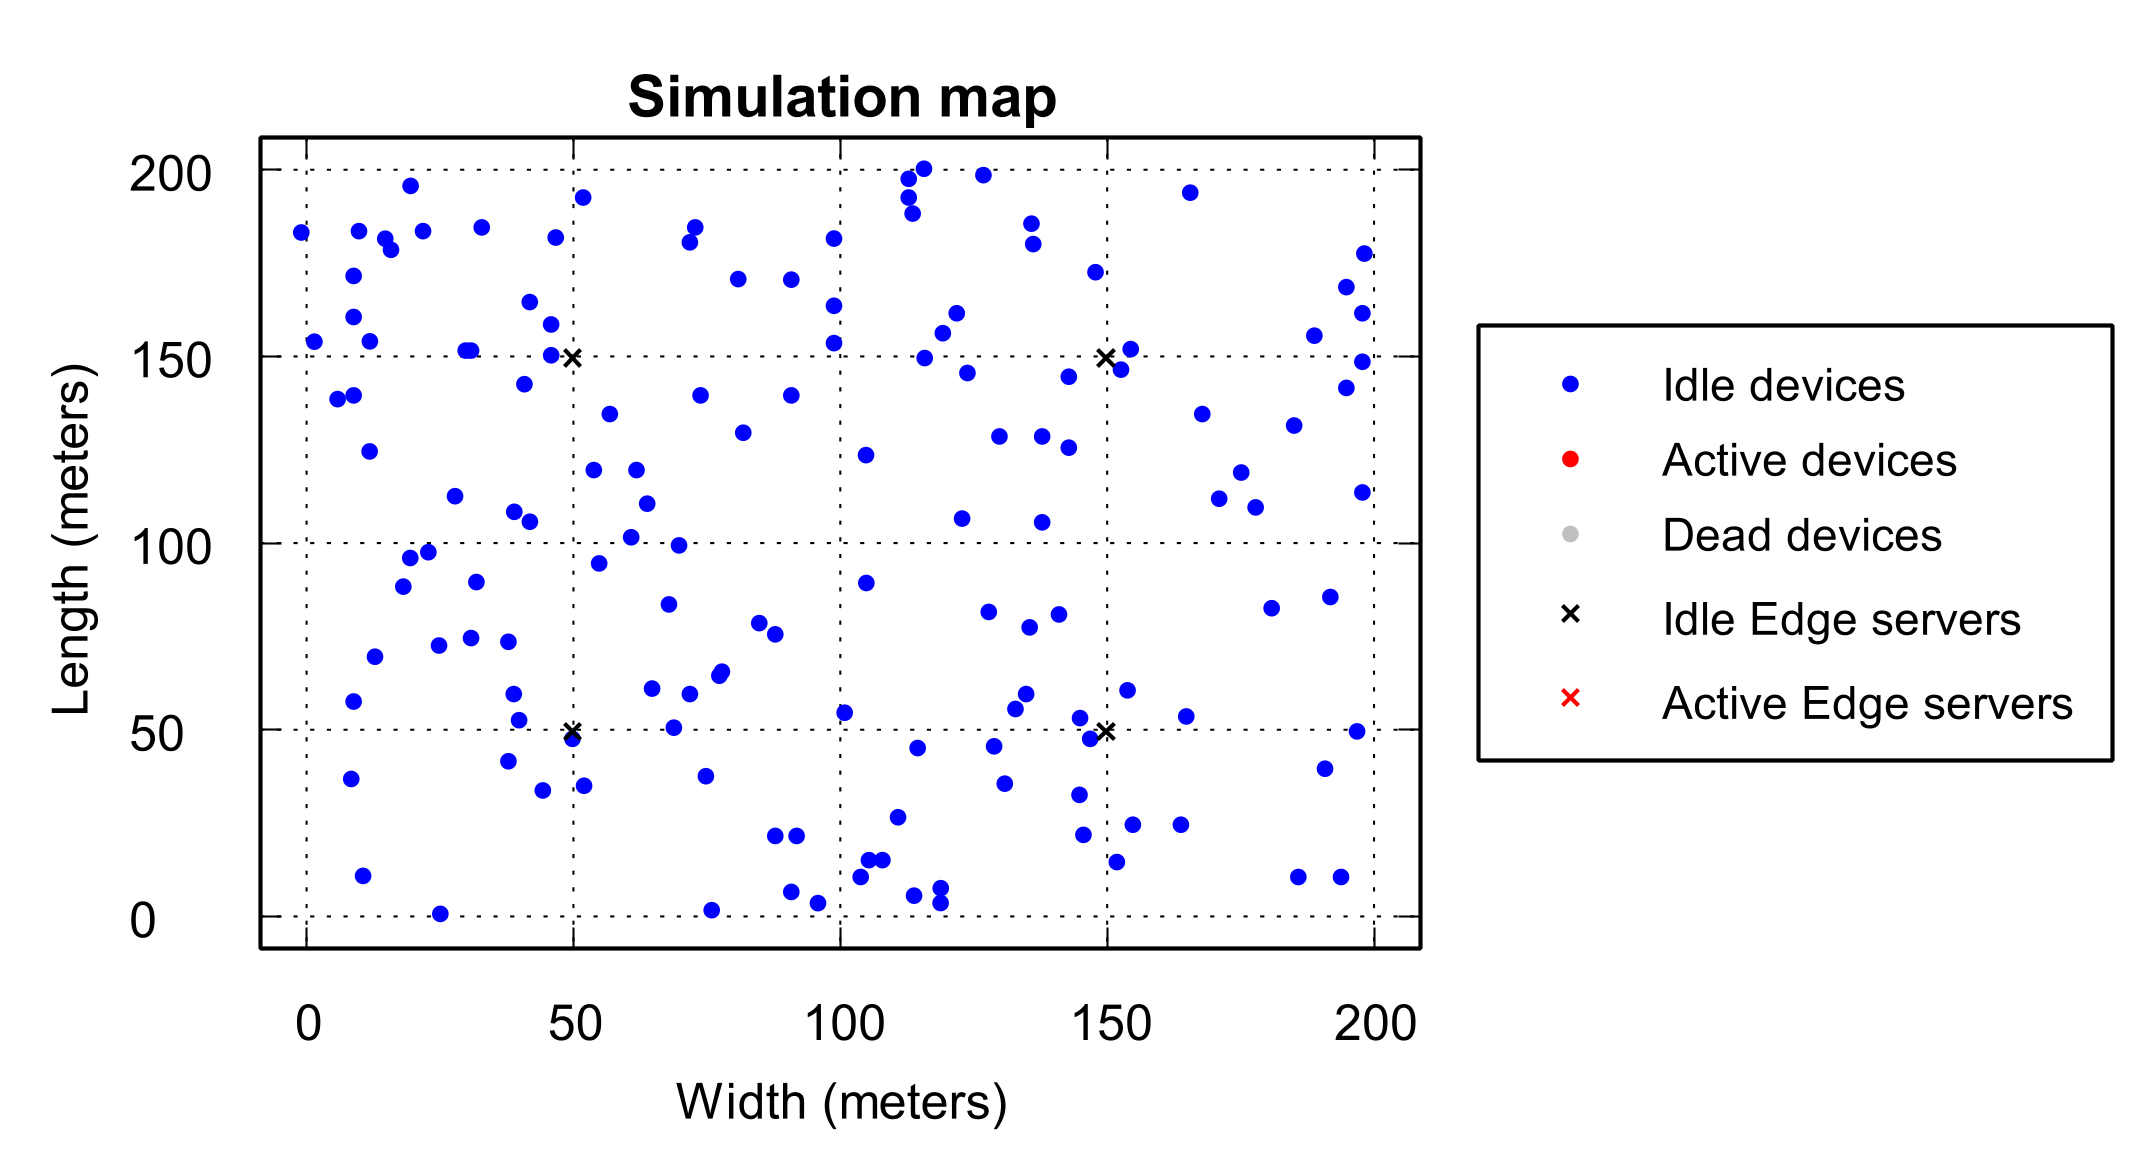 Simulation map
200
150
100
50
0
Length (meters)
0 50 100 150 200
Width (meters)
Idle devices
Active devices
Dead devices
Idle Edge servers
Active Edge servers